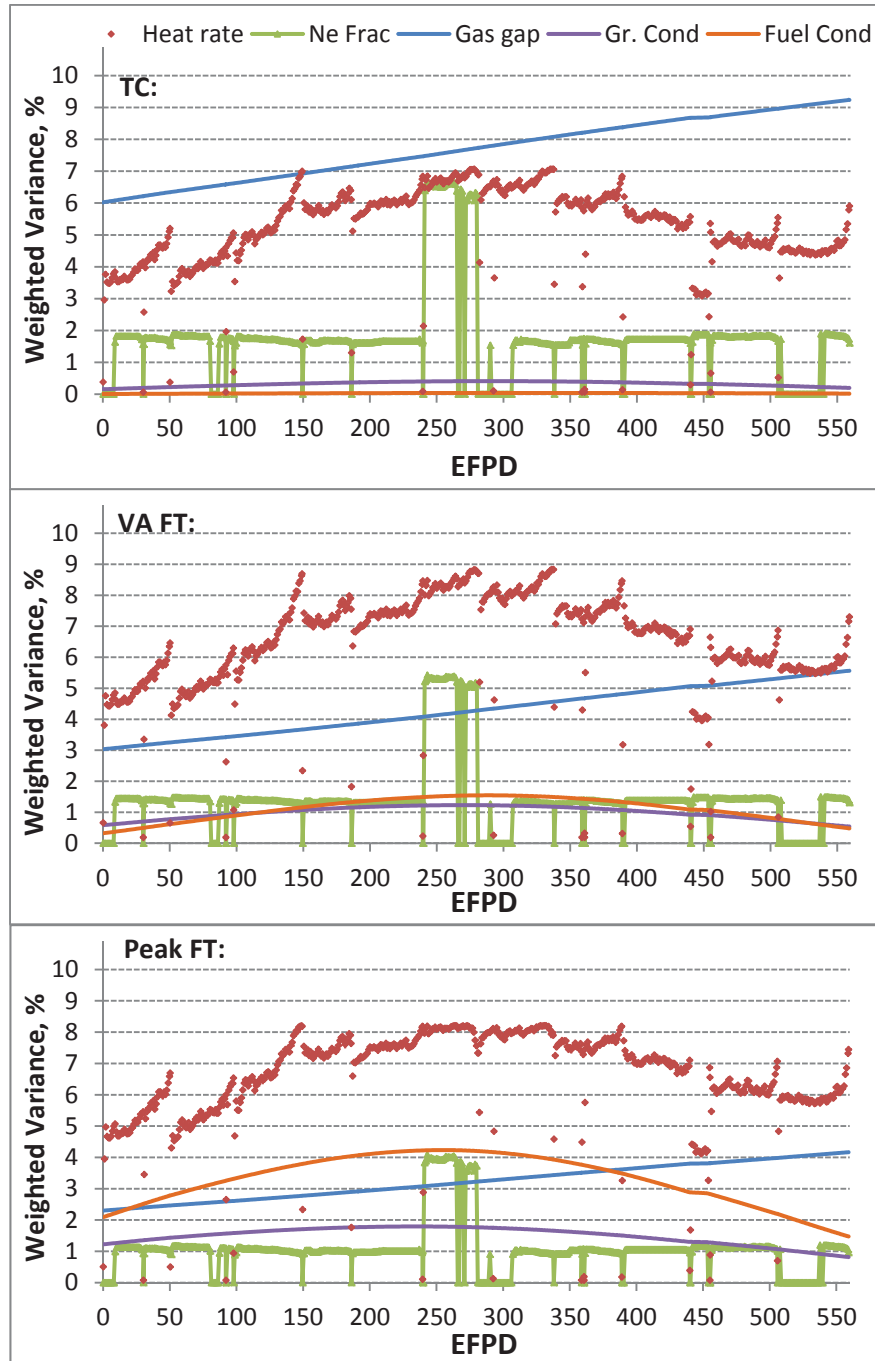 Heat rate Ne Frac Gas gap Gr. Cond Fuel Cond
TC:
Weighted Variance, %
10
9
8
7
6
5
4
3
2
1
0
0 50 100 150 200 250 300 350 400 450 500 550
EFPD
VA FT:
Weighted Variance, %
10
9
8
7
6
5
4
3
2
1
0
0 50 100 150 200 250 300 350 400 450 500 550
EFPD
Peak FT:
Weighted Variance, %
10
9
8
7
6
5
4
3
2
1
0
0 50 100 150 200 250 300 350 400 450 500 550
EFPD